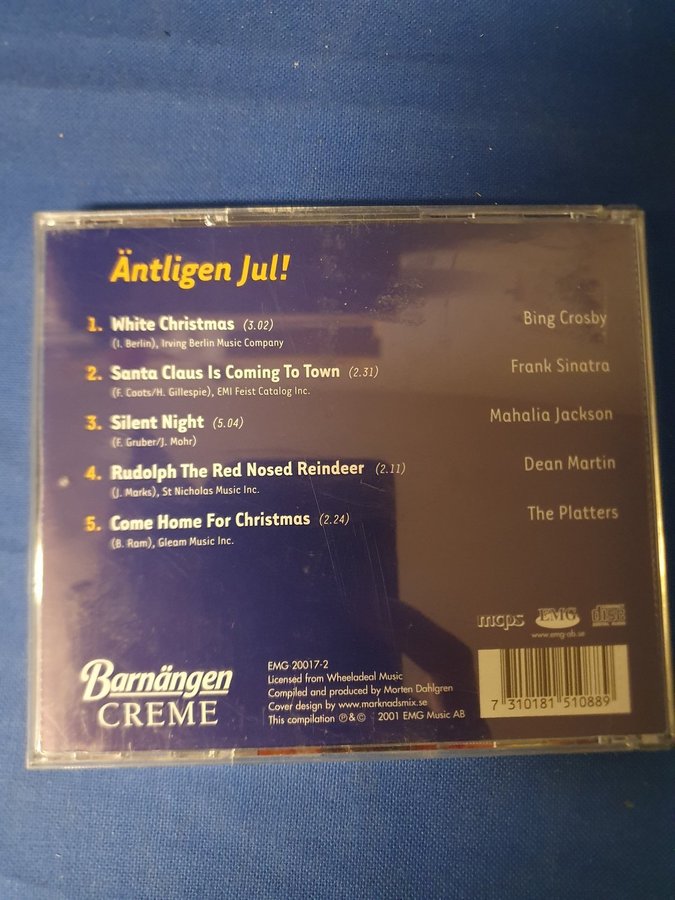 Äntligen Jul!
1. White Christmas (3.02) Bing Crosby
(I. Berlin), Irving Berlin Music Company
2. Santa Claus Is Coming To Town (2.31) Frank Sinatra
(F. Coots/H. Gillespie), EMI Feist Catalog Inc.
3. Silent Night (5.04) Mahalia Jackson
(F. Gruber/J. Mohr)
4. Rudolph The Red Nosed Reindeer (2.11) Dean Martin
(J. Marks), St Nicholas Music Inc.
5. Come Home For Christmas (2.24) The Platters
(B. Ram), Gleam Music Inc.
mcps EMG disc
DIGITAL AUDIO
www.emg-ab.se
Barnängen
CREME
EMG 20017-2
Licensed from Wheeladeal Music
Compiled and produced by Morten Dahlgren
Cover design by www.marknadsmix.se
This compilation ℗&© 2001 EMG Music AB
7 310181 510889